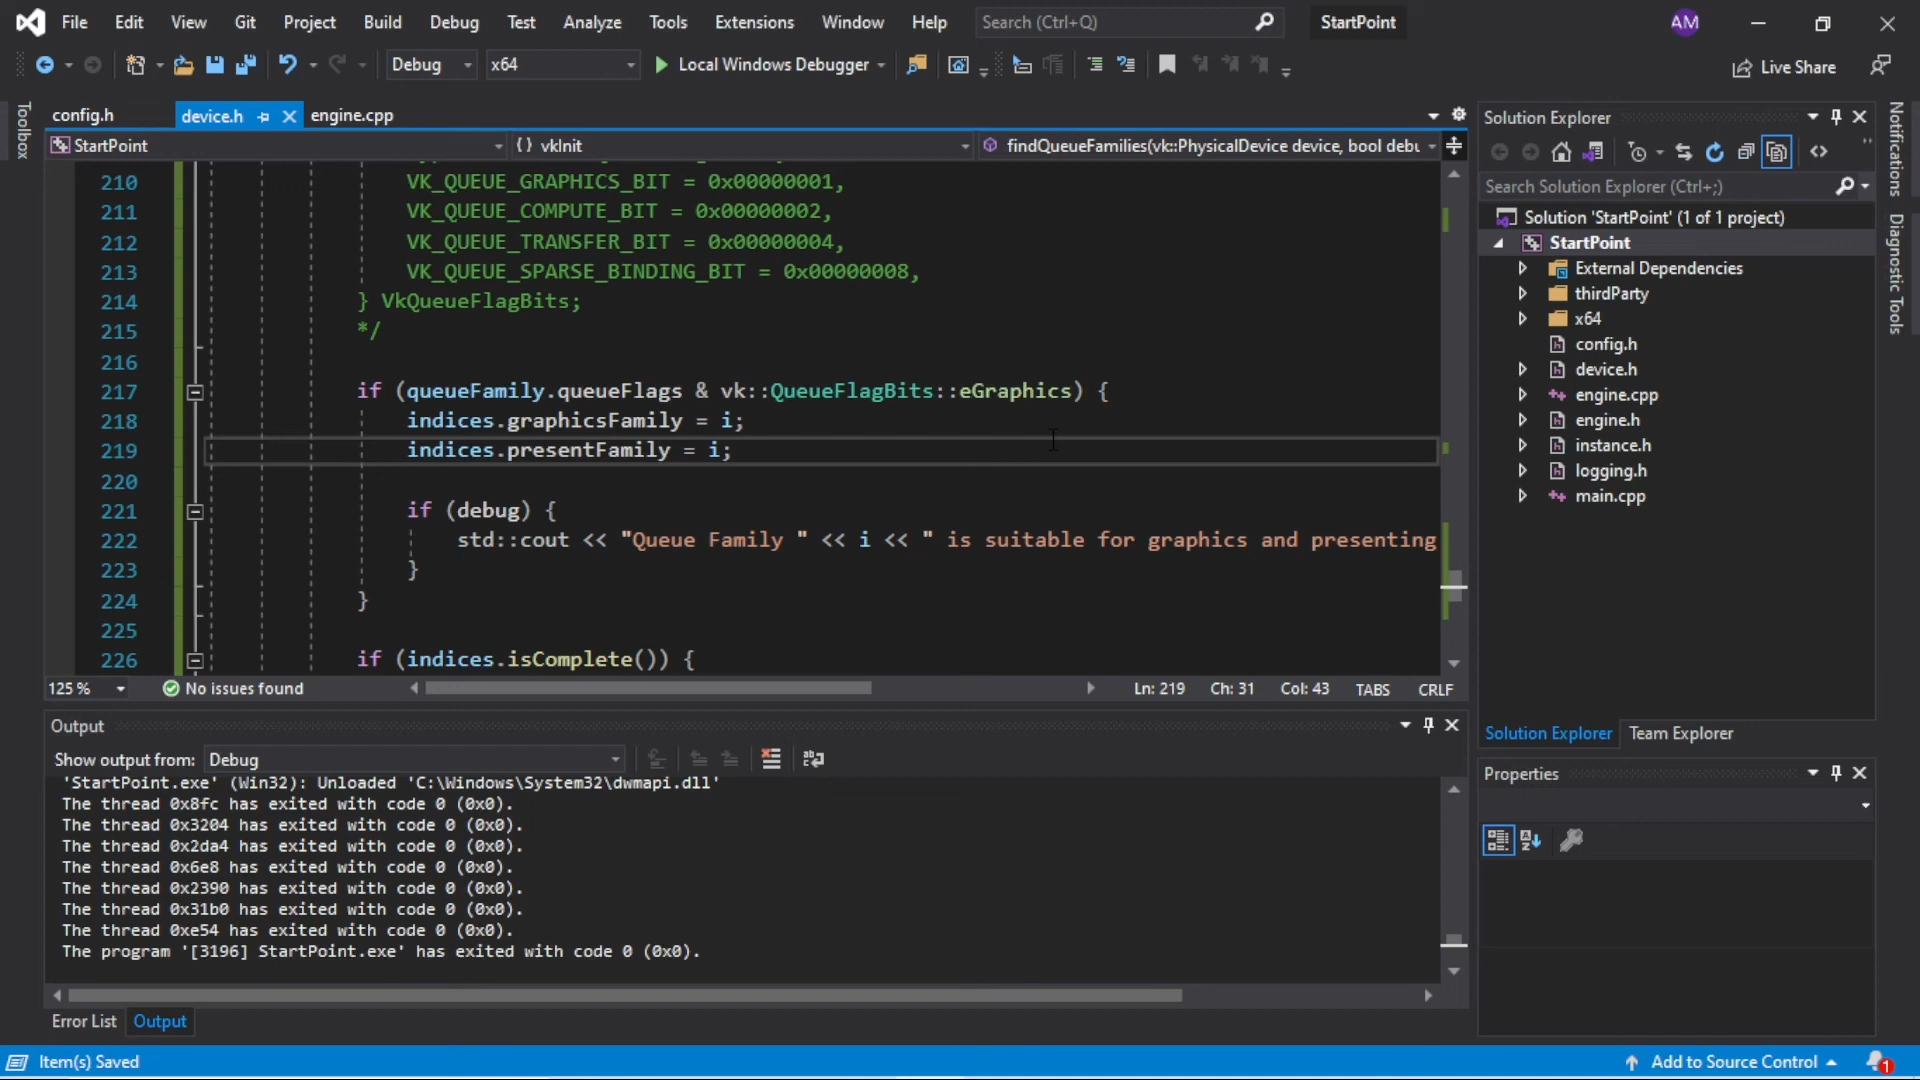 File Edit View Git Project Build Debug Test Analyze Tools Extensions Window Help Search (Ctrl+Q) StartPoint AM
Debug x64 Local Windows Debugger Live Share
Toolbox
config.h device.h engine.cpp
StartPoint {} vkInit findQueueFamilies(vk::PhysicalDevice device, bool debu
210 VK_QUEUE_GRAPHICS_BIT = 0x00000001,
211 VK_QUEUE_COMPUTE_BIT = 0x00000002,
212 VK_QUEUE_TRANSFER_BIT = 0x00000004,
213 VK_QUEUE_SPARSE_BINDING_BIT = 0x00000008,
214 } VkQueueFlagBits;
215 */
216
217 if (queueFamily.queueFlags & vk::QueueFlagBits::eGraphics) {
218 indices.graphicsFamily = i;
219 indices.presentFamily = i;
220
221 if (debug) {
222 std::cout << "Queue Family " << i << " is suitable for graphics and presenting
223 }
224 }
225
226 if (indices.isComplete()) {
125 % No issues found Ln: 219 Ch: 31 Col: 43 TABS CRLF
Output
Show output from: Debug
'StartPoint.exe' (Win32): Unloaded 'C:\Windows\System32\dwmapi.dll'
The thread 0x8fc has exited with code 0 (0x0).
The thread 0x3204 has exited with code 0 (0x0).
The thread 0x2da4 has exited with code 0 (0x0).
The thread 0x6e8 has exited with code 0 (0x0).
The thread 0x2390 has exited with code 0 (0x0).
The thread 0x31b0 has exited with code 0 (0x0).
The thread 0xe54 has exited with code 0 (0x0).
The program '[3196] StartPoint.exe' has exited with code 0 (0x0).
Error List Output
Solution Explorer
Search Solution Explorer (Ctrl+;)
Solution 'StartPoint' (1 of 1 project)
StartPoint
External Dependencies
thirdParty
x64
config.h
device.h
engine.cpp
engine.h
instance.h
logging.h
main.cpp
Solution Explorer Team Explorer
Properties
Notifications
Diagnostic Tools
Item(s) Saved Add to Source Control 1